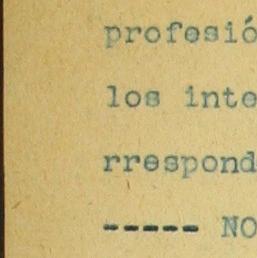 profesió
los inte
rrespond
----- NO